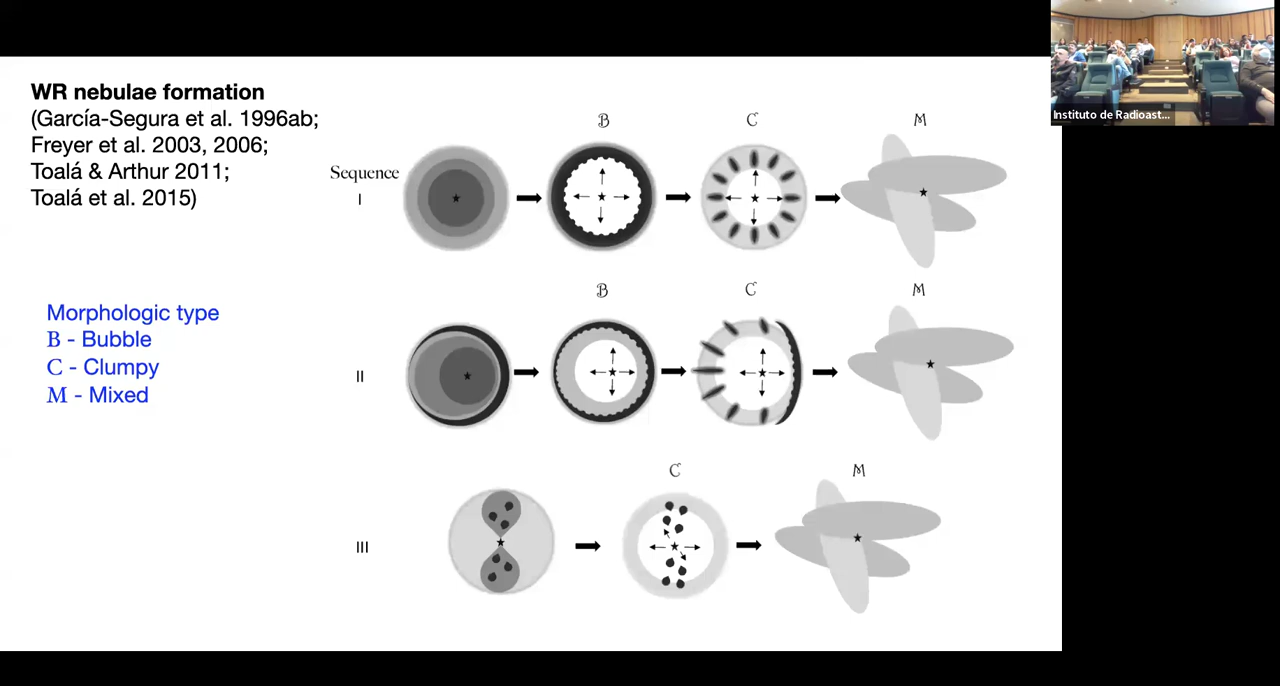 WR nebulae formation
(García-Segura et al. 1996ab;
Freyer et al. 2003, 2006;
Toalá & Arthur 2011;
Toalá et al. 2015)
Morphologic type
B - Bubble
C - Clumpy
M - Mixed
Sequence
B C M
I
B C M
II
C M
III
Instituto de Radioast...